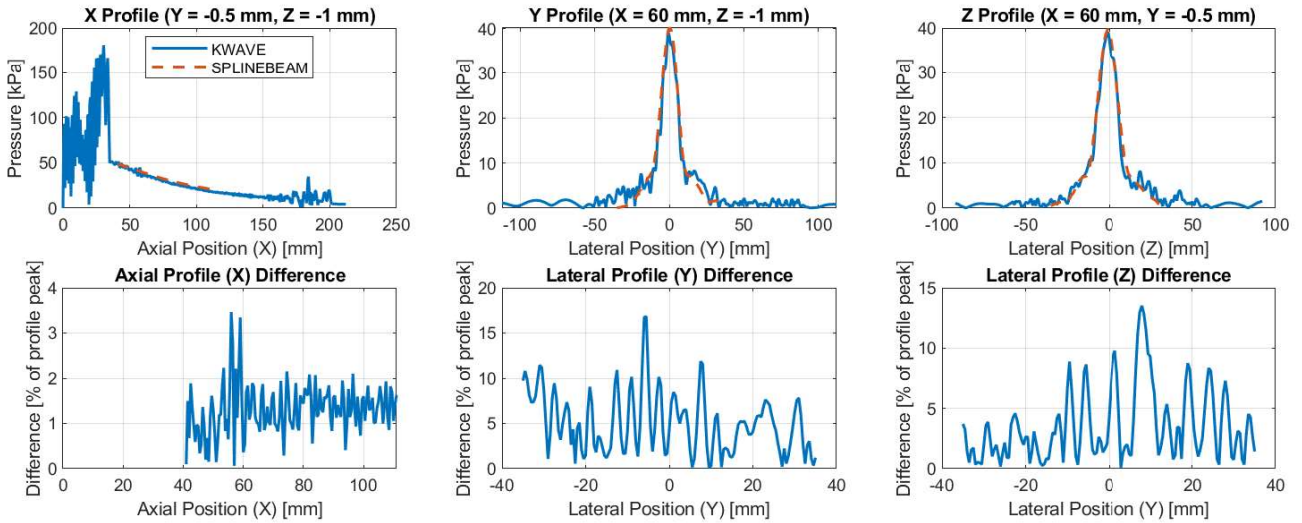 X Profile (Y = -0.5 mm, Z = -1 mm)
200
150
100
50
0
Pressure [kPa]
KWAVE
SPLINEBEAM
0 50 100 150 200 250
Axial Position (X) [mm]
Y Profile (X = 60 mm, Z = -1 mm)
40
30
20
10
0
Pressure [kPa]
-100 -50 0 50 100
Lateral Position (Y) [mm]
Z Profile (X = 60 mm, Y = -0.5 mm)
40
30
20
10
0
Pressure [kPa]
-100 -50 0 50 100
Lateral Position (Z) [mm]
Axial Profile (X) Difference
4
3
2
1
0
Difference [% of profile peak]
0 20 40 60 80 100
Axial Position (X) [mm]
Lateral Profile (Y) Difference
20
15
10
5
0
Difference [% of profile peak]
-40 -20 0 20 40
Lateral Position (Y) [mm]
Lateral Profile (Z) Difference
15
10
5
0
Difference [% of profile peak]
-40 -20 0 20 40
Lateral Position (Y) [mm]